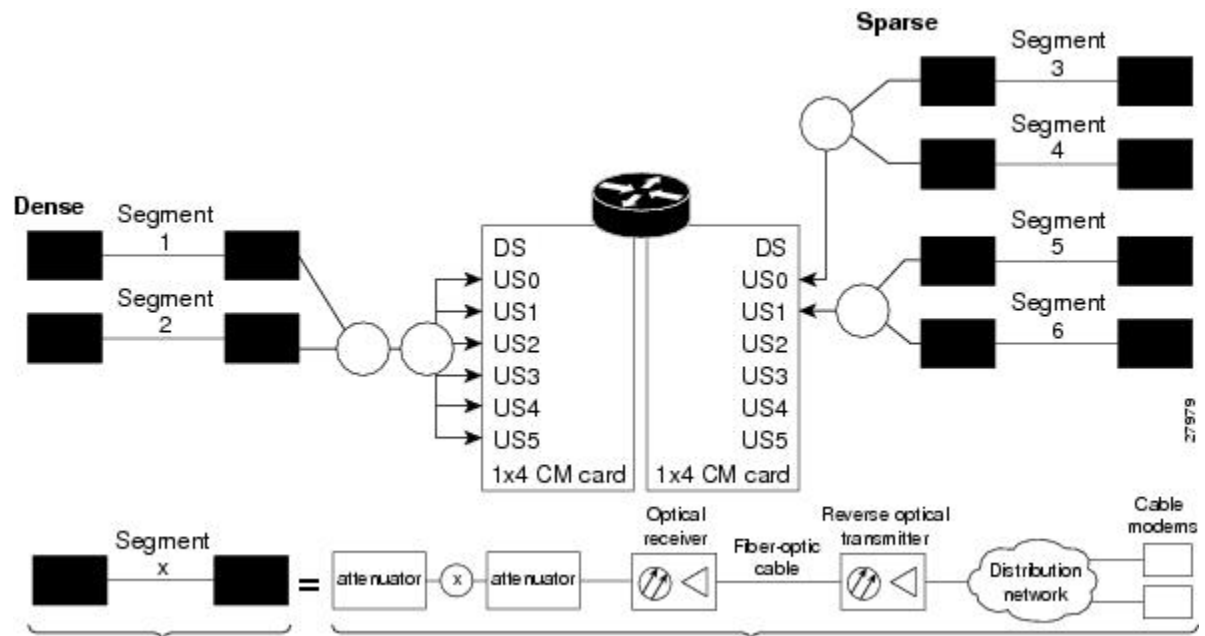 Sparse
Segment
3
Segment
4
Dense
Segment
1
Segment
2
Segment
5
Segment
6
DS
US0
US1
US2
US3
US4
US5
1x4 CM card
DS
US0
US1
US2
US3
US4
US5
1x4 CM card
27979
Segment
x
=
attenuator
x
attenuator
Optical
receiver
Fiber-optic
cable
Reverse optical
transmitter
Distribution
network
Cable
modems